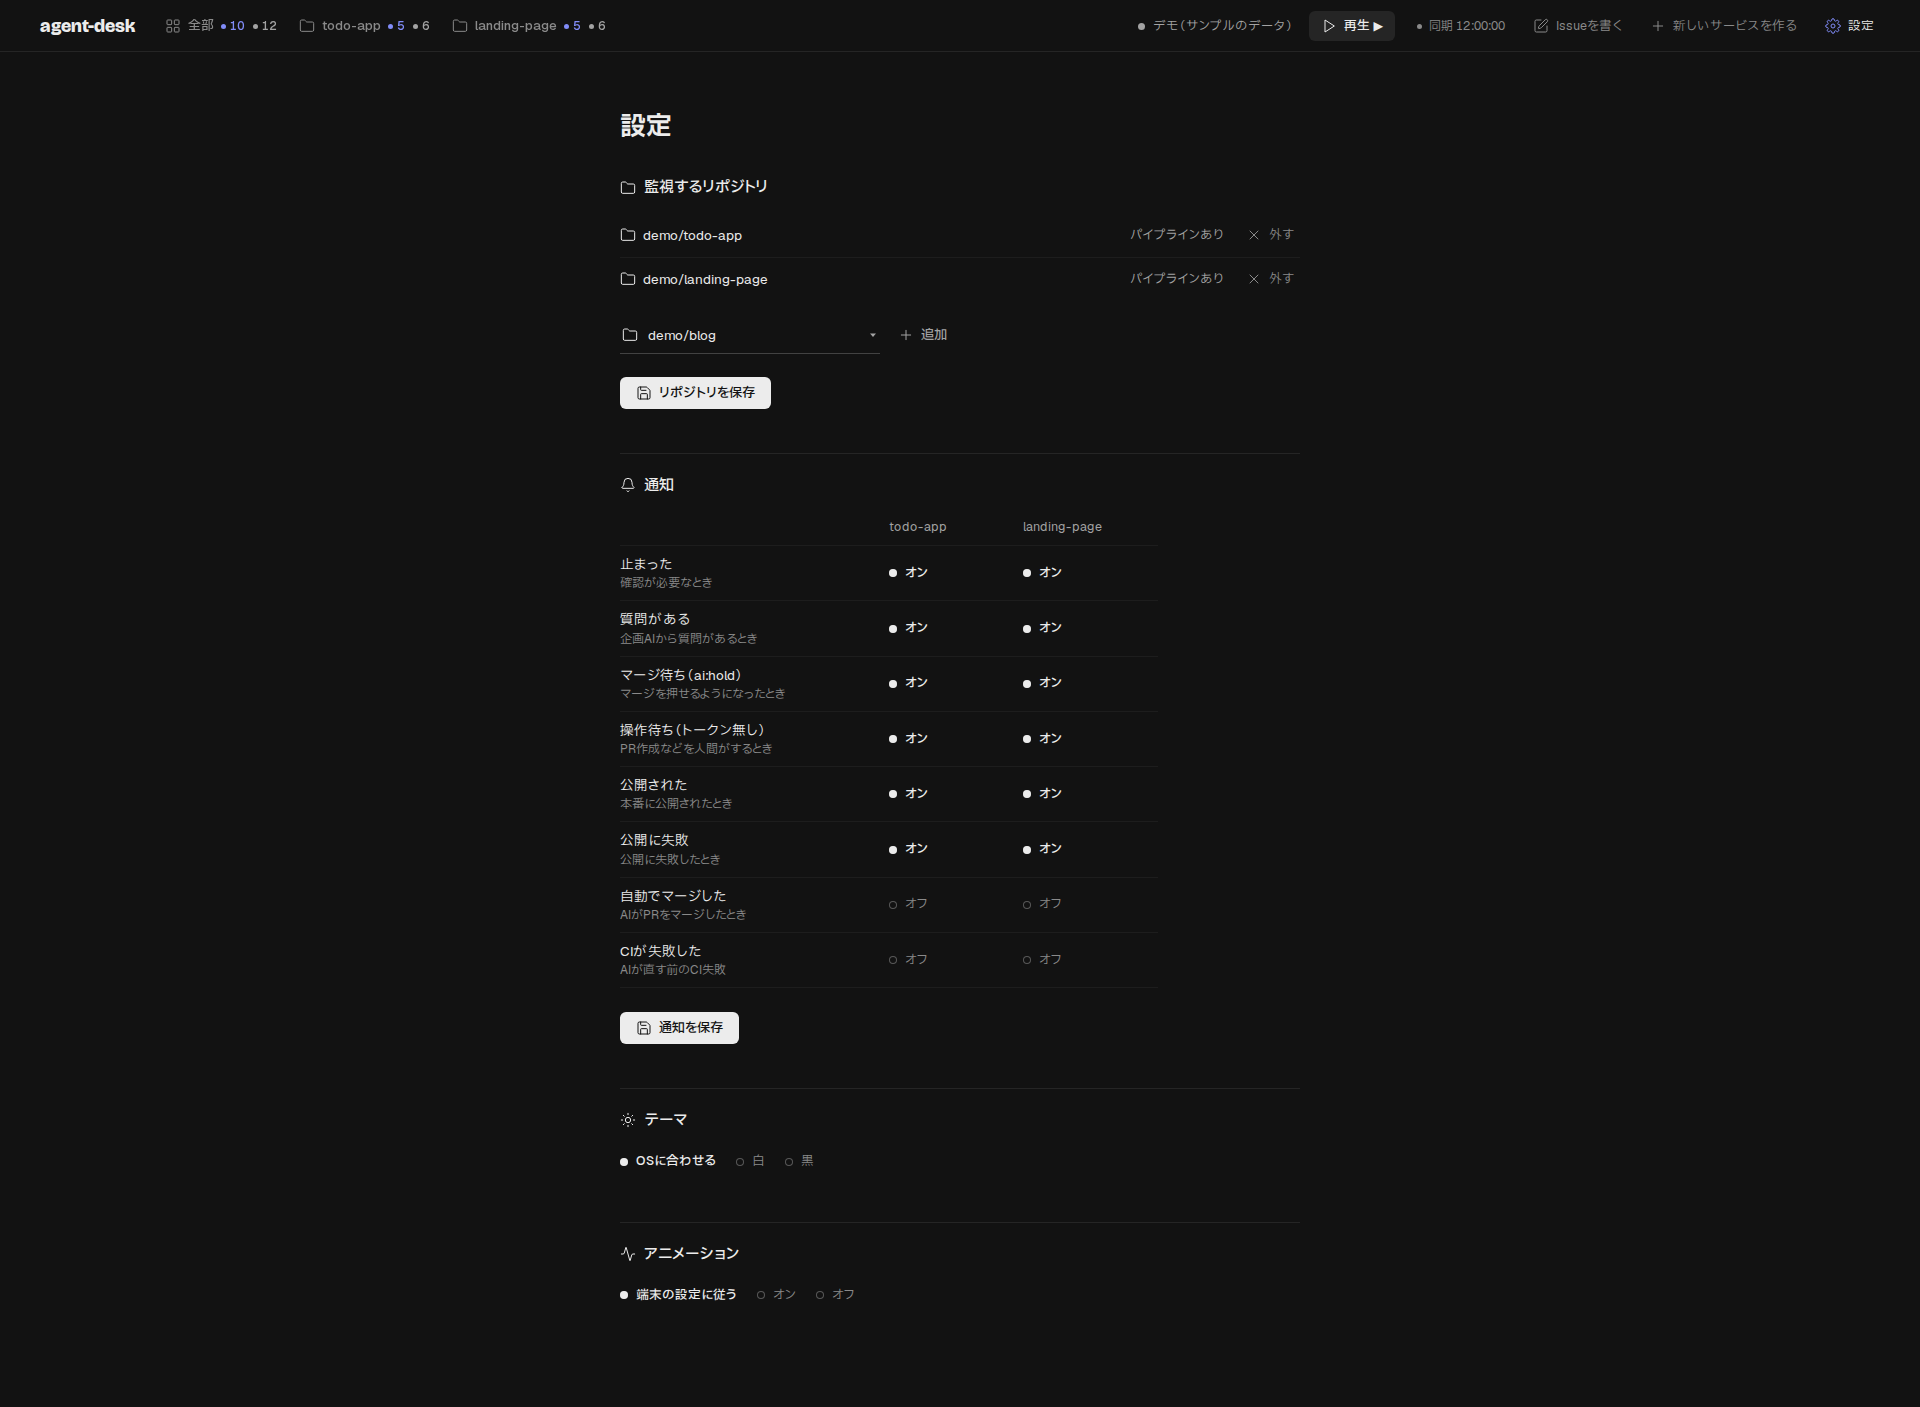 agent-desk 全部 10 12 todo-app 5 6 landing-page 5 6 デモ（サンプルのデータ） 再生 ▶ 同期 12:00:00 Issueを書く 新しいサービスを作る 設定
設定
監視するリポジトリ
demo/todo-app パイプラインあり 外す
demo/landing-page パイプラインあり 外す
demo/blog 追加
リポジトリを保存
通知
todo-app landing-page
止まった
確認が必要なとき
オン オン
質問がある
企画AIから質問があるとき
オン オン
マージ待ち（ai:hold）
マージを押せるようになったとき
オン オン
操作待ち（トークン無し）
PR作成などを人間がするとき
オン オン
公開された
本番に公開されたとき
オン オン
公開に失敗
公開に失敗したとき
オン オン
自動でマージした
AIがPRをマージしたとき
オフ オフ
CIが失敗した
AIが直す前のCI失敗
オフ オフ
通知を保存
テーマ
OSに合わせる 白 黒
アニメーション
端末の設定に従う オン オフ